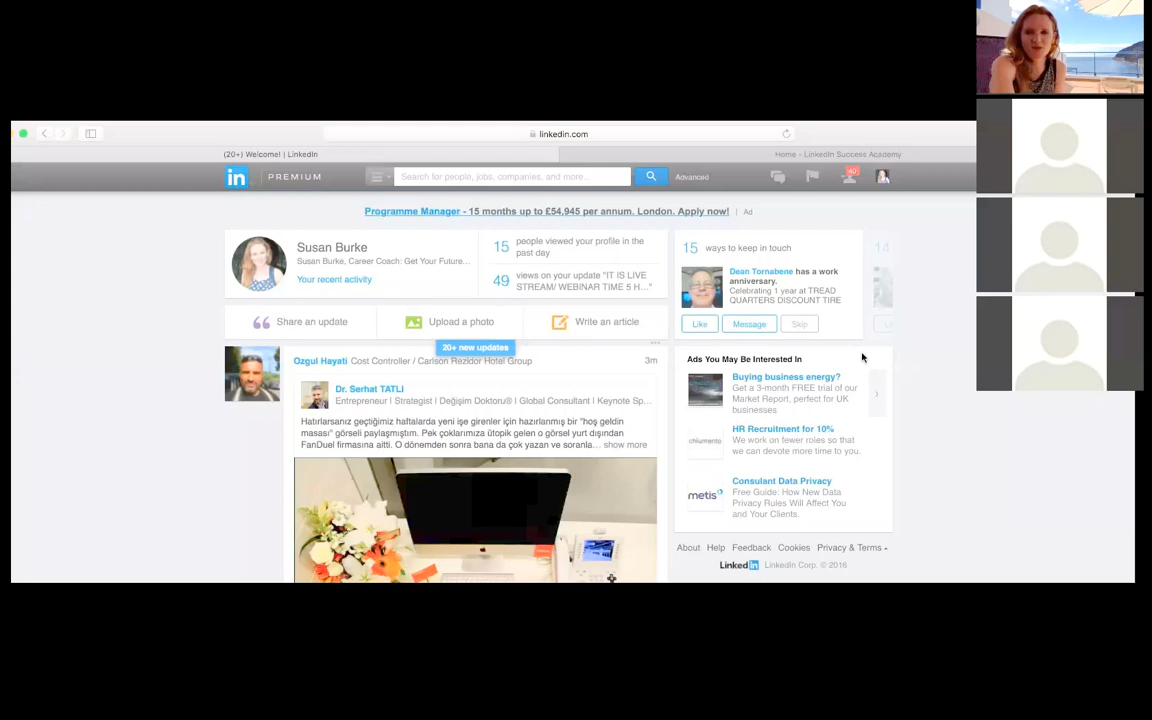 linkedin.com
(20+) Welcome! | LinkedIn
Home - LinkedIn Success Academy
in PREMIUM
Search for people, jobs, companies, and more...
Advanced
40
Programme Manager - 15 months up to £54,945 per annum. London. Apply now! | Ad
Susan Burke
Susan Burke, Career Coach: Get Your Future...
Your recent activity
15 people viewed your profile in the
past day
49 views on your update "IT IS LIVE
STREAM/ WEBINAR TIME 5 H..."
15 ways to keep in touch
14
Dean Tornabene has a work
anniversary.
Celebrating 1 year at TREAD
QUARTERS DISCOUNT TIRE
Like
Message
Skip
Share an update
Upload a photo
Write an article
20+ new updates
Ozgul Hayati Cost Controller / Carlson Rezidor Hotel Group
3m
Dr. Serhat TATLI
Entrepreneur | Strategist | Değişim Doktoru® | Global Consultant | Keynote Sp...
Hatırlarsınız geçtiğimiz haftalarda yeni işe girenler için hazırlanmış bir "hoş geldin
masası" görseli paylaşmıştım. Pek çoklarımıza ütopik gelen o görsel yurt dışından
FanDuel firmasına aitti. O dönemden sonra bana da çok yazan ve soranla... show more
Ads You May Be Interested In
Buying business energy?
Get a 3-month FREE trial of our
Market Report, perfect for UK
businesses
chiumento
HR Recruitment for 10%
We work on fewer roles so that
we can devote more time to you.
metis
Consulant Data Privacy
Free Guide: How New Data
Privacy Rules Will Affect You
and Your Clients.
About Help Feedback Cookies Privacy & Terms
Linked in LinkedIn Corp. © 2016